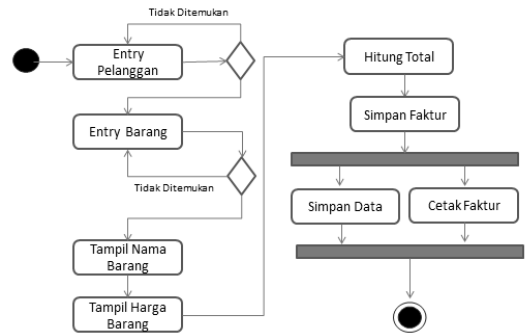 Tidak Ditemukan
Entry
Pelanggan
Entry Barang
Tidak Ditemukan
Tampil Nama
Barang
Tampil Harga
Barang
Hitung Total
Simpan Faktur
Simpan Data
Cetak Faktur